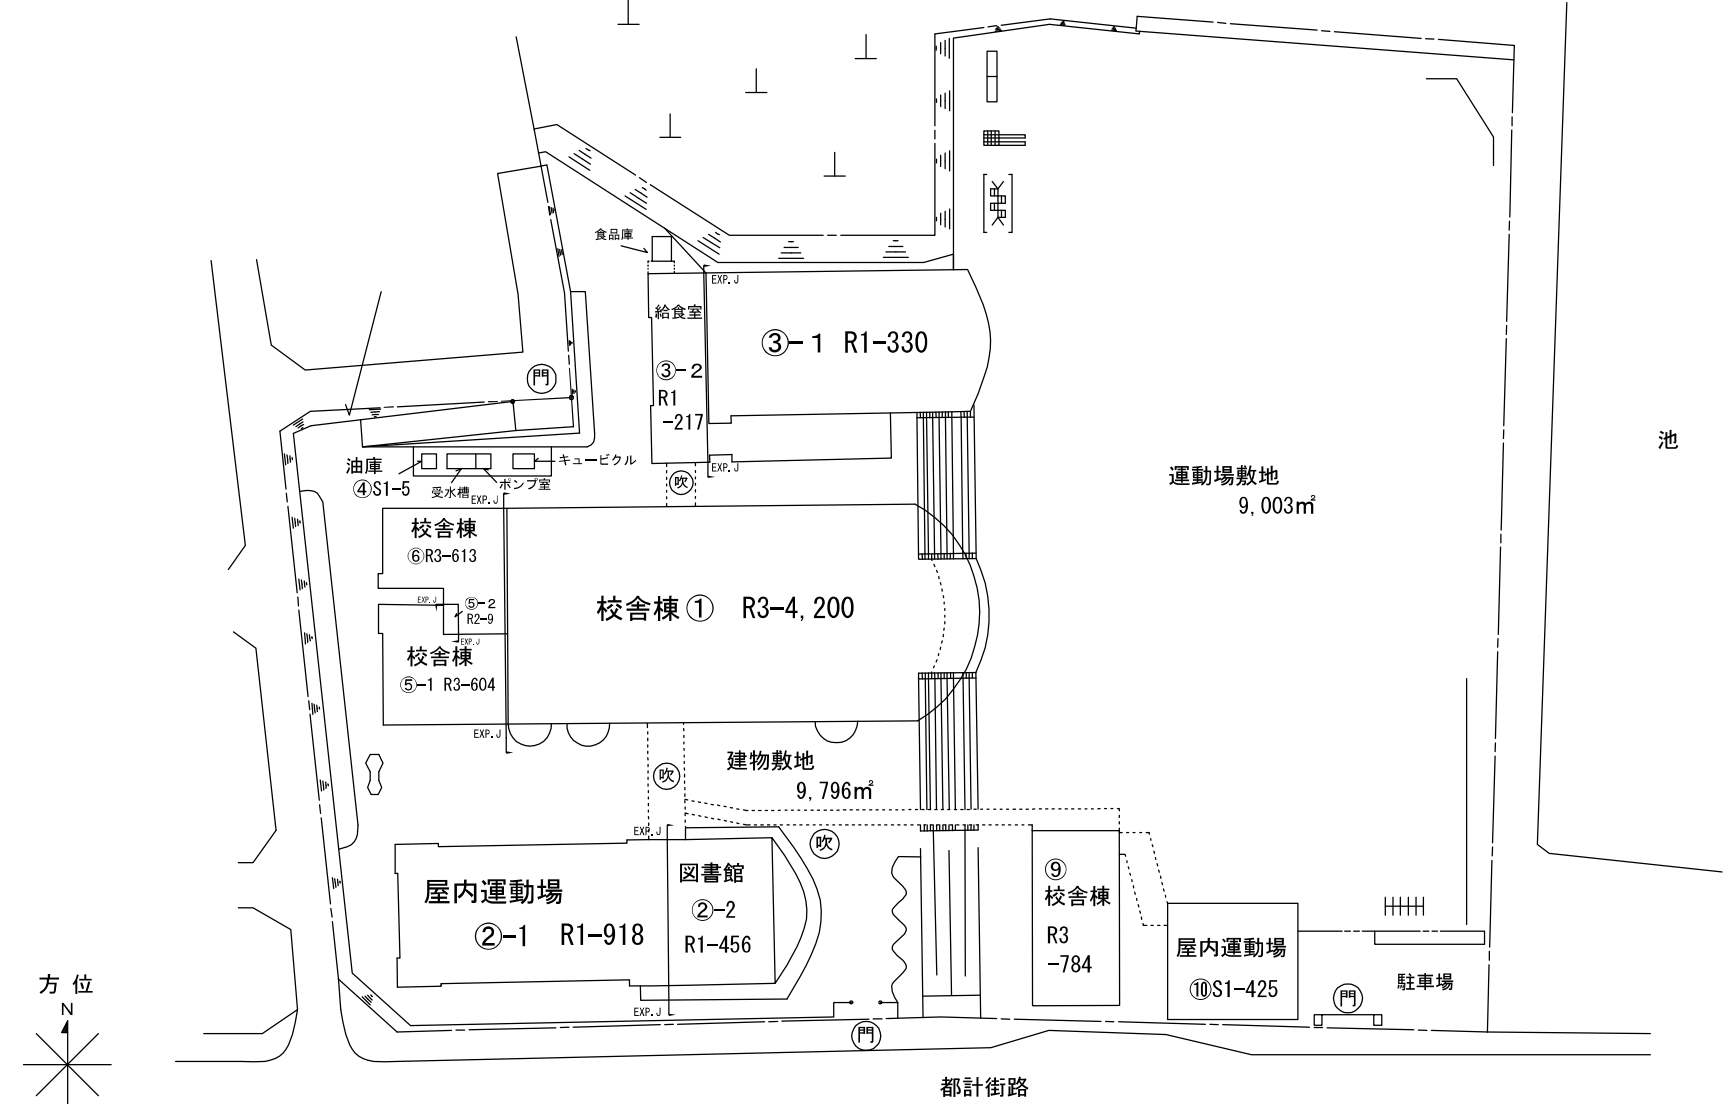 食品庫
EXP.J
給食室
③-1 R1-330
③-2
R1
-217
門
EXP.J
キュービクル
油庫
④S1-5
受水槽
ポンプ室
吹
EXP.J
池
運動場敷地
9,003㎡
校舎棟
⑥R3-613
EXP.J
⑤-2
R2-9
EXP.J
校舎棟
⑤-1 R3-604
校舎棟① R3-4,200
EXP.J
建物敷地
9,796㎡
吹
EXP.J
吹
屋内運動場
②-1 R1-918
図書館
②-2
R1-456
EXP.J
⑨
校舎棟
R3
-784
屋内運動場
⑩S1-425
駐車場
門
門
方位
N
都計街路